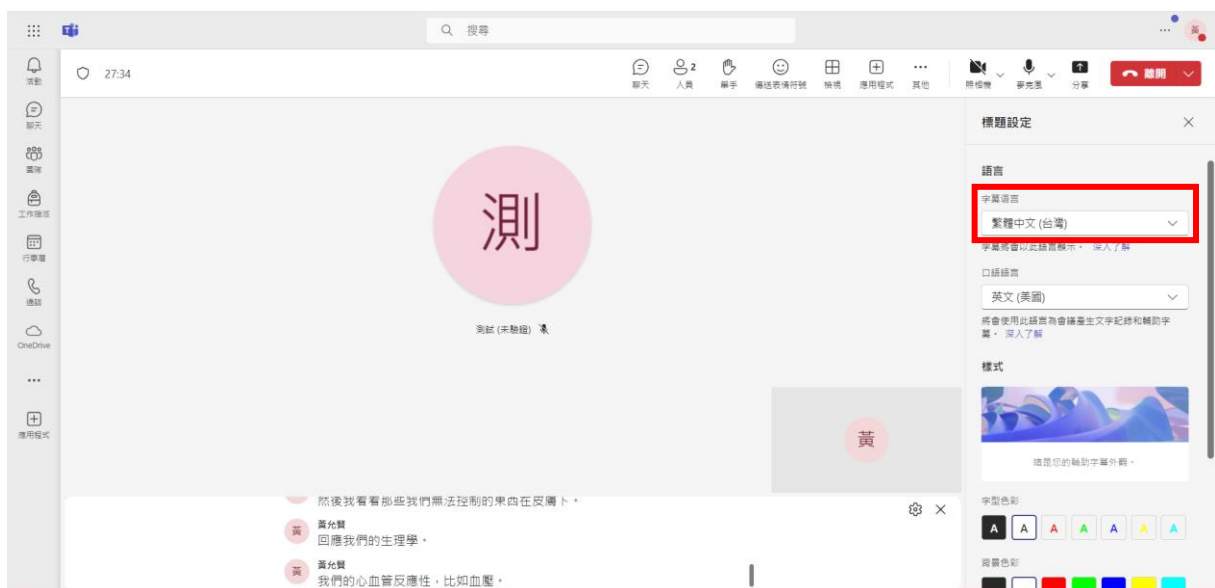 搜尋
黃
活動
聊天
團隊
行事曆
通話
OneDrive
應用程式
27:34
聊天
2
人員
舉手
傳送表情符號
檢視
應用程式
其他
照相機
麥克風
分享
離開
測
測試 (未驗證)
黃
然後我看看那些我們無法控制的東西在皮膚下。
黃
黃允賢
回應我們的生理學。
黃
黃允賢
我們的心血管反應性,比如血壓。
標題設定
語言
字幕语言
繁體中文 (台灣)
字幕將會以此語言顯示。 深入了解
口語語言
英文 (美國)
將會使用此語言為會議產生文字記錄和輔助字
幕。 深入了解
樣式
這是您的輔助字幕外觀。
字型色彩
A A A A A A A
背景色彩